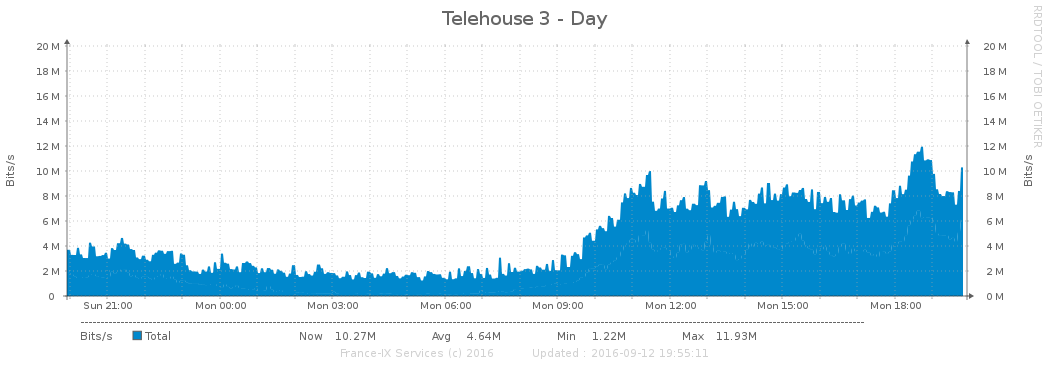 Telehouse 3 - Day
RRDTOOL / TOBI OETIKER
Bits/s
20 M 20 M
18 M 18 M
16 M 16 M
14 M 14 M
12 M 12 M
10 M 10 M
8 M 8 M
6 M 6 M
4 M 4 M
2 M 2 M
0 0 M
Bits/s
Sun 21:00 Mon 00:00 Mon 03:00 Mon 06:00 Mon 09:00 Mon 12:00 Mon 15:00 Mon 18:00
Bits/s Total Now 10.27M Avg 4.64M Min 1.22M Max 11.93M
France-IX Services (c) 2016 Updated : 2016-09-12 19:55:11